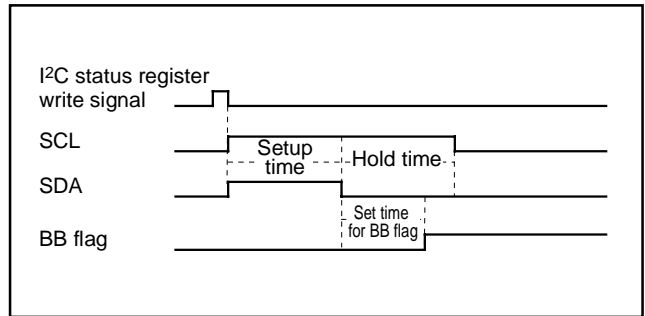 I²C status register
write signal
SCL
Setup
time
Hold time
SDA
Set time
for BB flag
BB flag